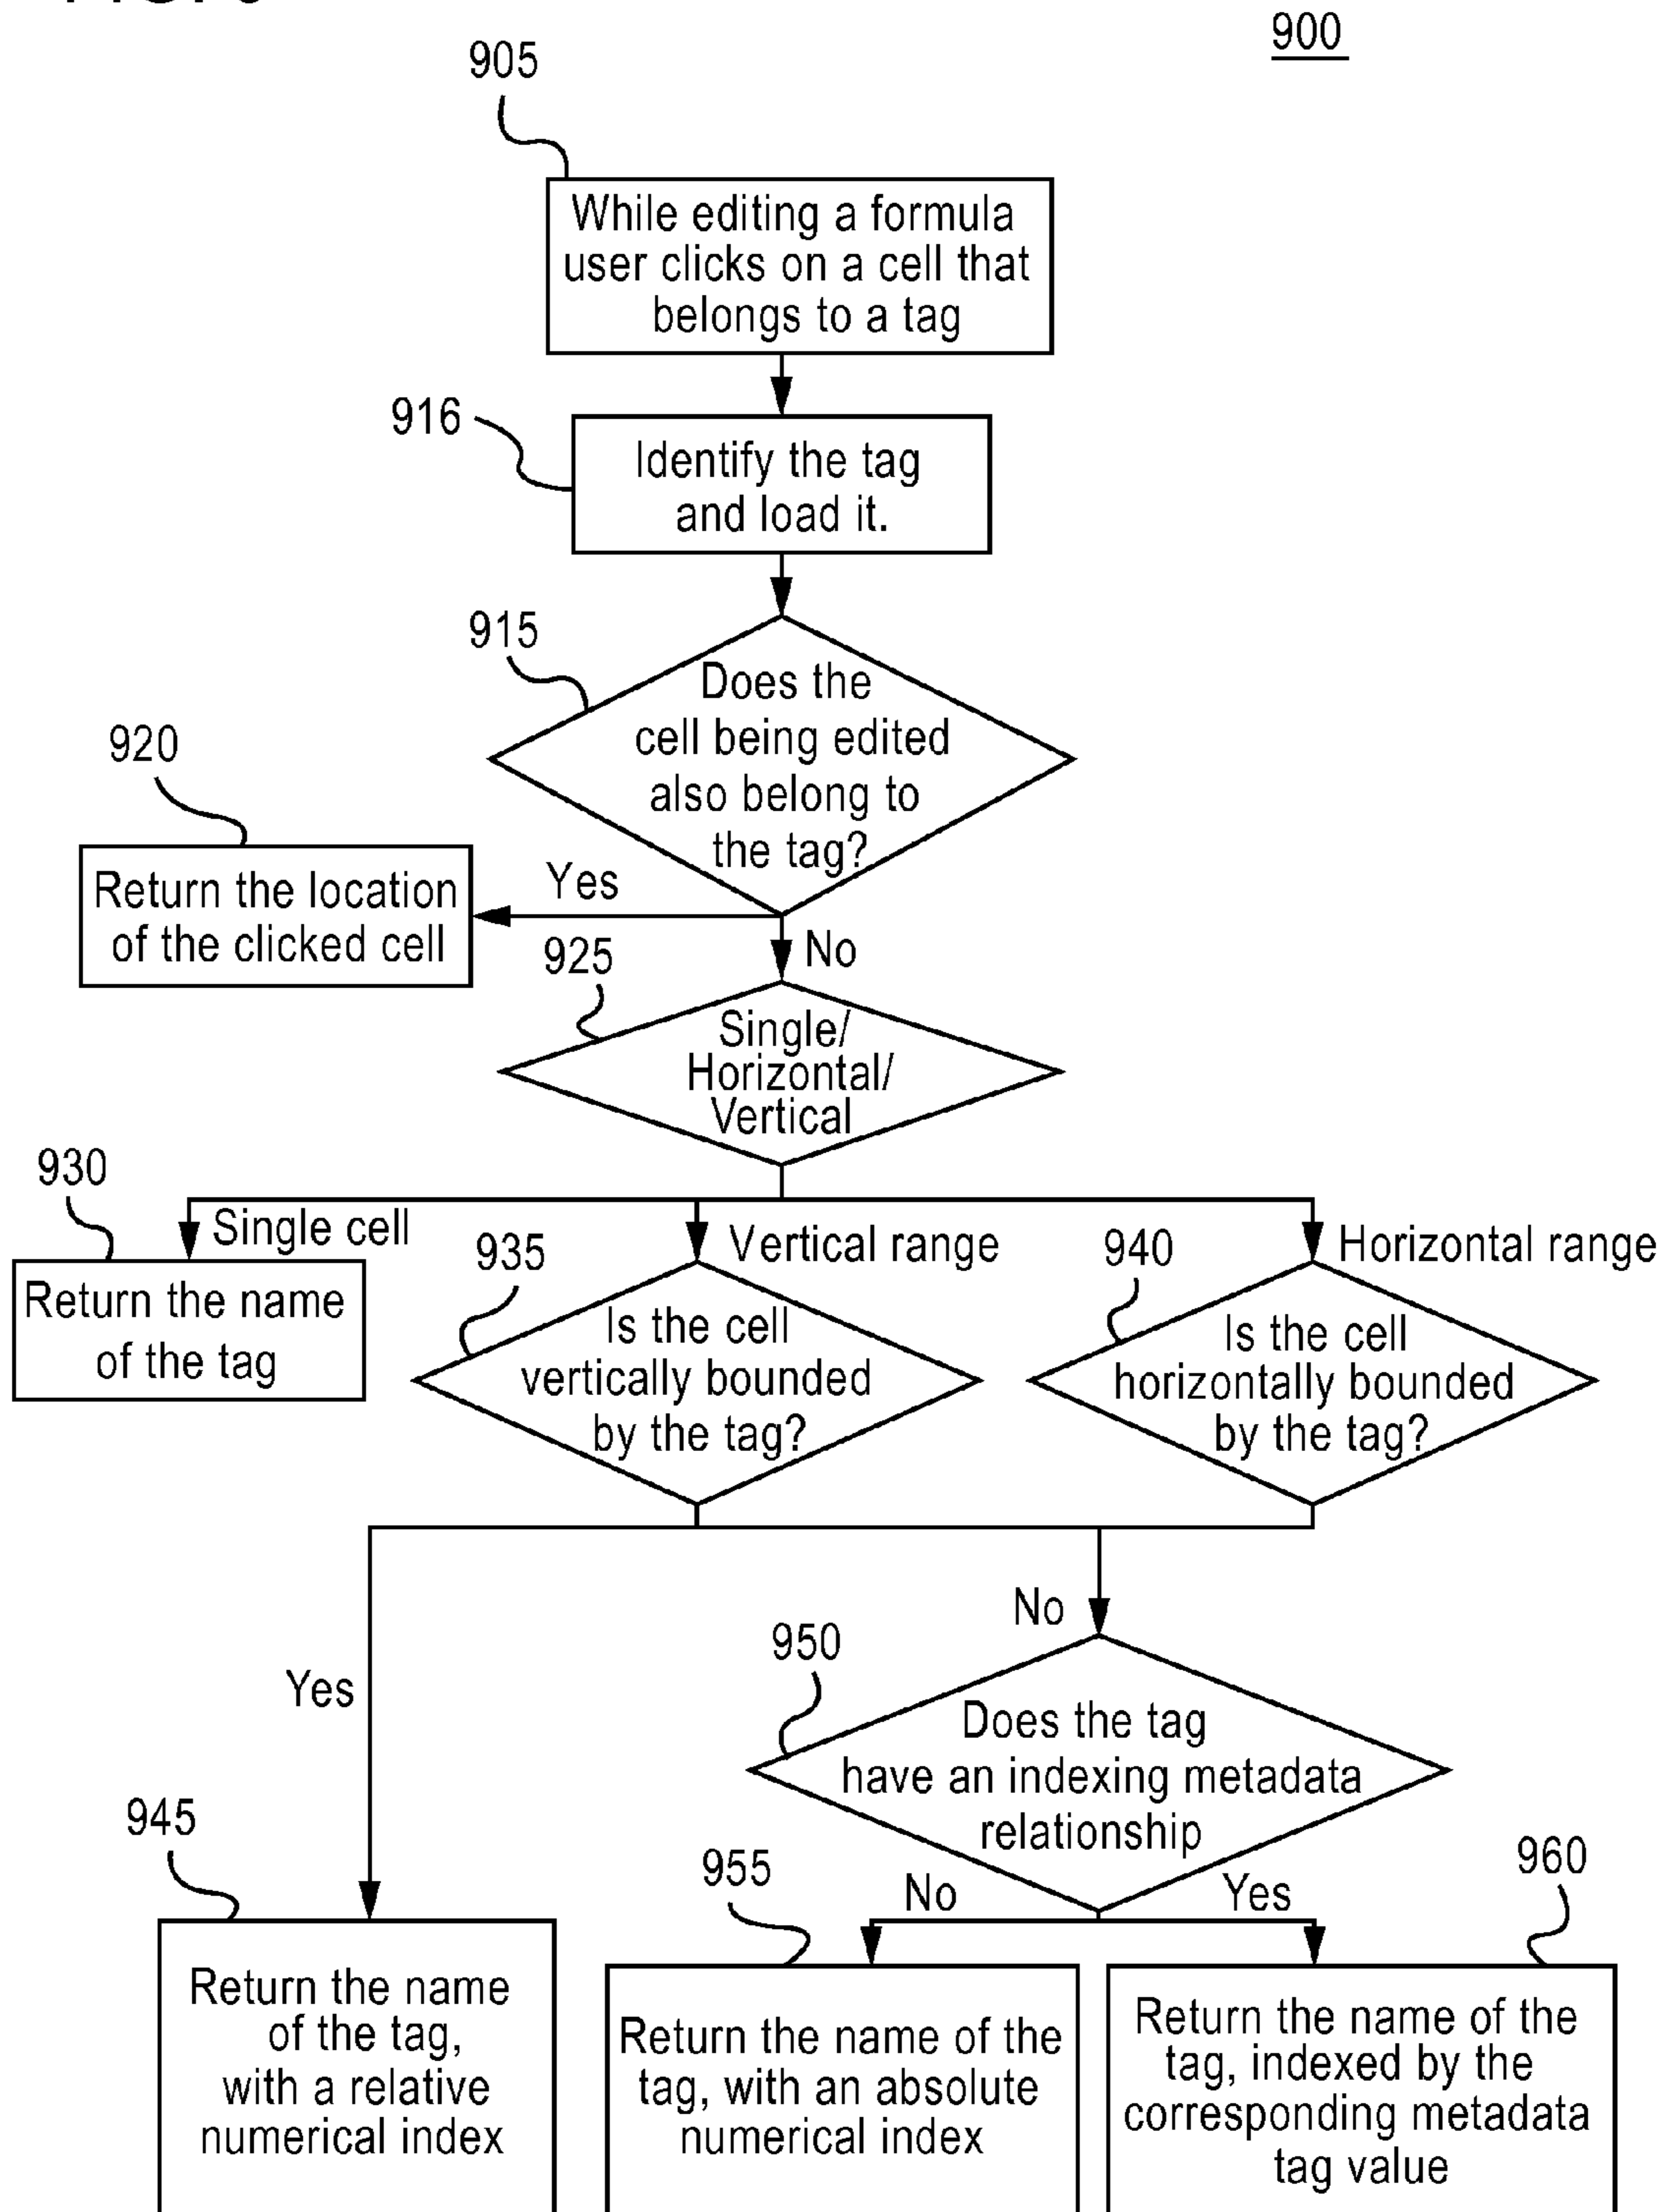 900
905
While editing a formula
user clicks on a cell that
belongs to a tag
916
Identify the tag
and load it.
915
Does the
cell being edited
also belong to
the tag?
920
Yes
Return the location
of the clicked cell
No
925
Single/
Horizontal/
Vertical
930
Single cell
Return the name
of the tag
935
Vertical range
Is the cell
vertically bounded
by the tag?
940
Horizontal range
Is the cell
horizontally bounded
by the tag?
Yes
No
950
Does the tag
have an indexing metadata
relationship
945
Return the name
of the tag,
with a relative
numerical index
955
No
Return the name of the
tag, with an absolute
numerical index
Yes
960
Return the name of the
tag, indexed by the
corresponding metadata
tag value